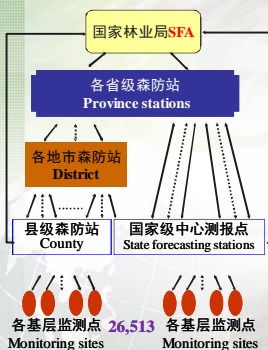 国家林业局SFA
各省级森防站
Province stations
各地市森防站
District
县级森防站
County
国家级中心测报点
State forecasting stations
各基层监测点
Monitoring sites
26,513
各基层监测点
Monitoring sites